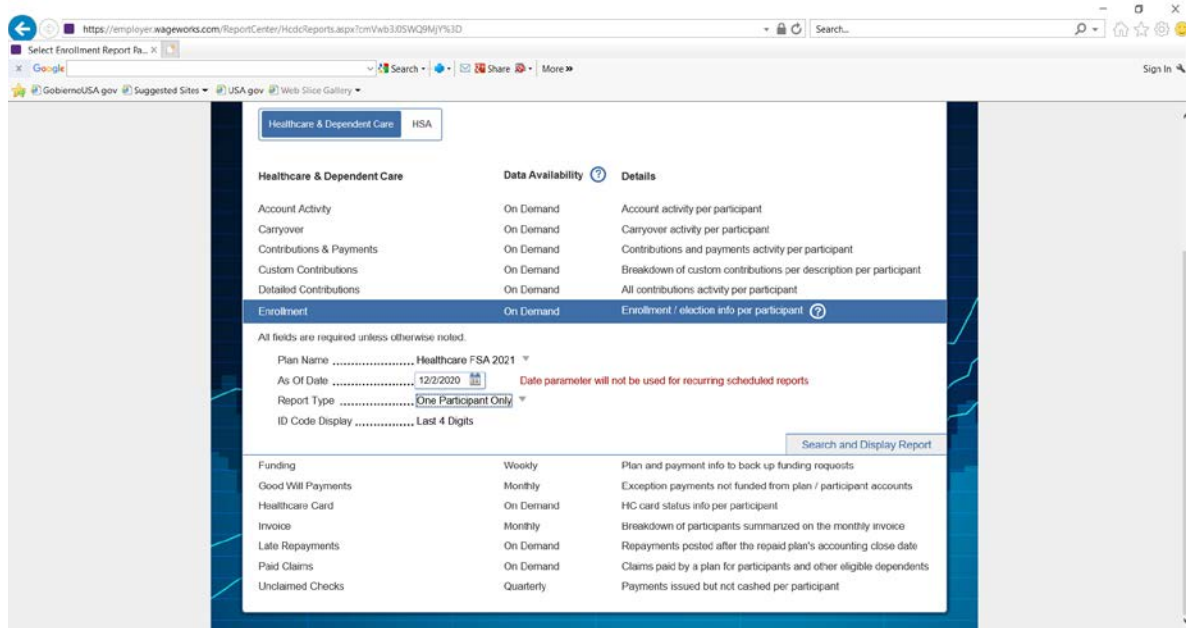 https://employer.wageworks.com/ReportCenter/HcdcReports.aspx?cmVwb3J0SWQ9MjY%3D Search...
Select Enrollment Report Pa... ×
× Google Search Share More »
Sign In
GobiernoUSA.gov Suggested Sites USA.gov Web Slice Gallery
Healthcare & Dependent Care HSA
Healthcare & Dependent Care Data Availability ? Details
Account Activity On Demand Account activity per participant
Carryover On Demand Carryover activity per participant
Contributions & Payments On Demand Contributions and payments activity per participant
Custom Contributions On Demand Breakdown of custom contributions per description per participant
Detailed Contributions On Demand All contributions activity per participant
Enrollment On Demand Enrollment / election info per participant ?
All fields are required unless otherwise noted.
Plan Name ........................ Healthcare FSA 2021
As Of Date ........................ 12/2/2020 Date parameter will not be used for recurring scheduled reports
Report Type ...................... One Participant Only
ID Code Display ................. Last 4 Digits
Search and Display Report
Funding Weekly Plan and payment info to back up funding requests
Good Will Payments Monthly Exception payments not funded from plan / participant accounts
Healthcare Card On Demand HC card status info per participant
Invoice Monthly Breakdown of participants summarized on the monthly invoice
Late Repayments On Demand Repayments posted after the repaid plan's accounting close date
Paid Claims On Demand Claims paid by a plan for participants and other eligible dependents
Unclaimed Checks Quarterly Payments issued but not cashed per participant